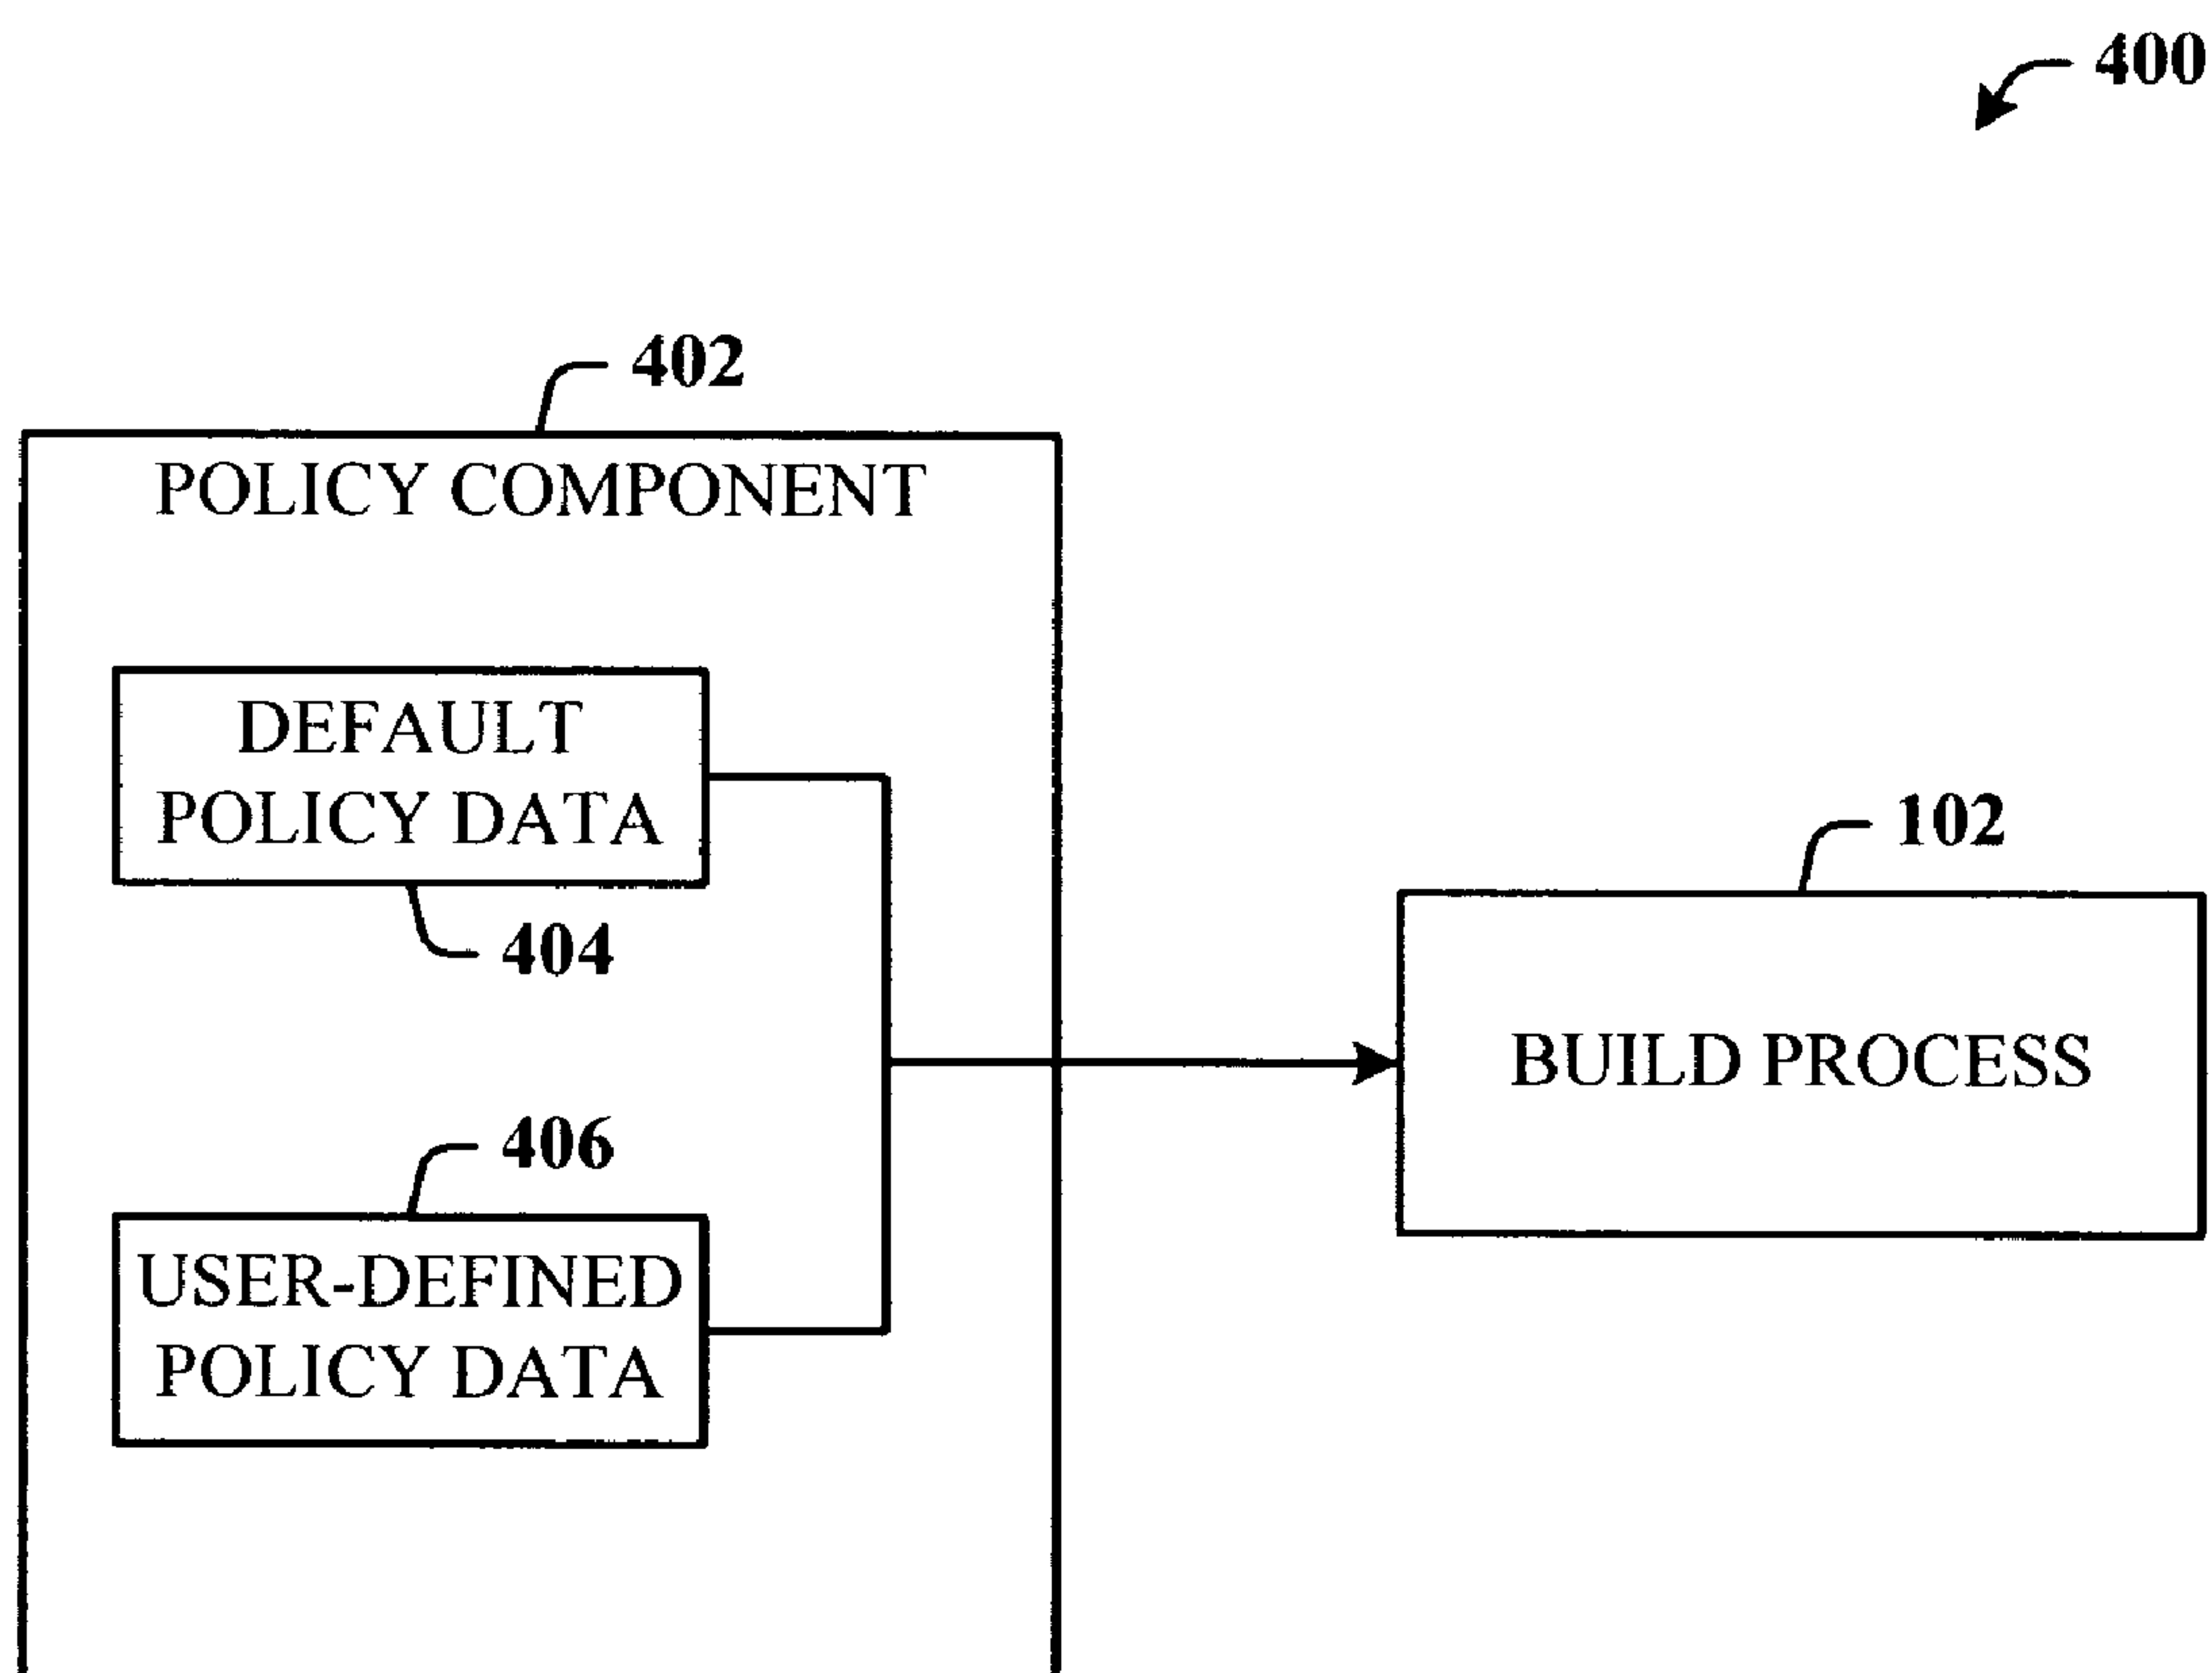 400
402
POLICY COMPONENT
DEFAULT
POLICY DATA
404
102
BUILD PROCESS
406
USER-DEFINED
POLICY DATA